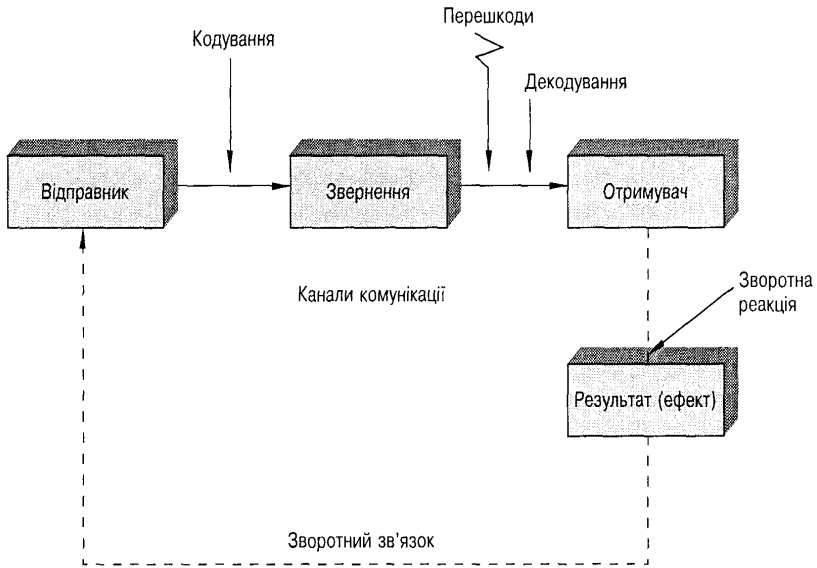 Перешкоди
Кодування
Декодування
Відправник
Звернення
Отримувач
Канали комунікації
Зворотна
реакція
Результат (ефект)
Зворотний зв'язок